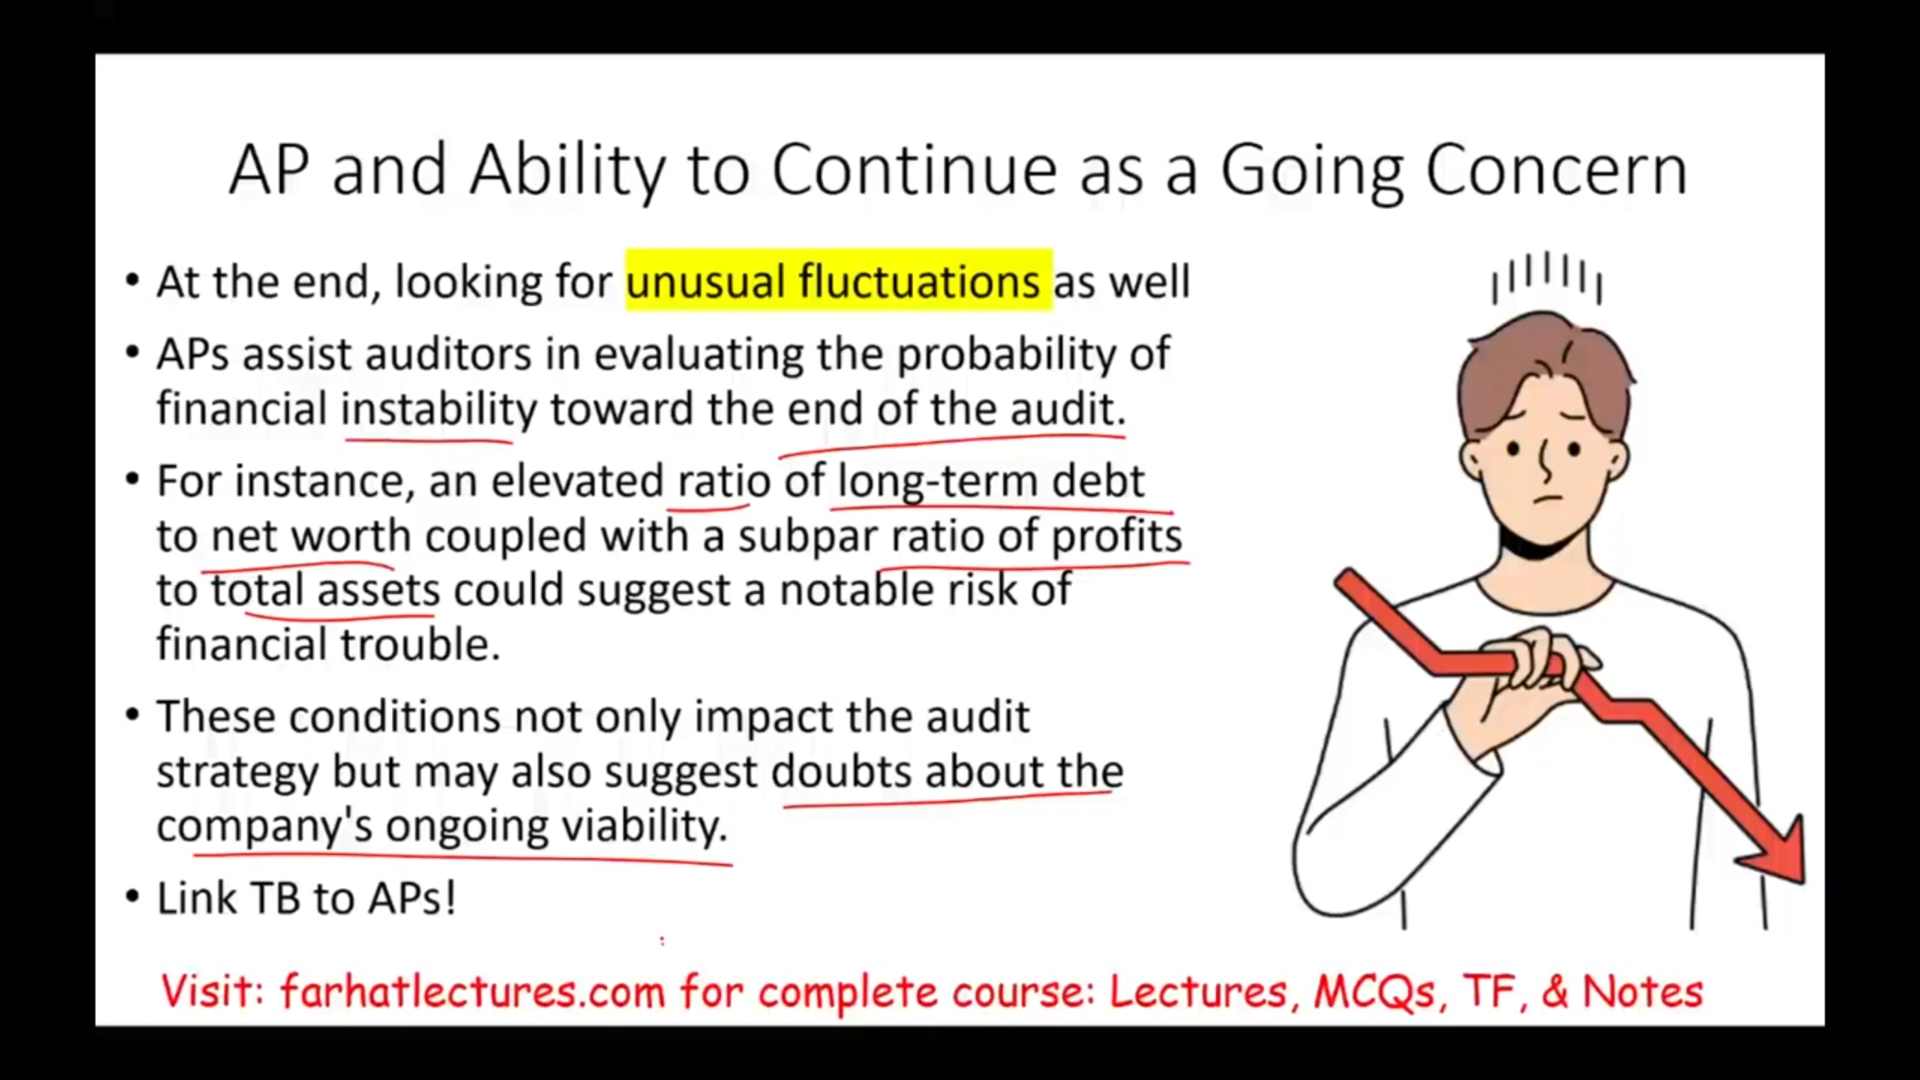 AP and Ability to Continue as a Going Concern
• At the end, looking for unusual fluctuations as well
• APs assist auditors in evaluating the probability of
financial instability toward the end of the audit.
• For instance, an elevated ratio of long-term debt
to net worth coupled with a subpar ratio of profits
to total assets could suggest a notable risk of
financial trouble.
• These conditions not only impact the audit
strategy but may also suggest doubts about the
company's ongoing viability.
• Link TB to APs!
Visit: farhatlectures.com for complete course: Lectures, MCQs, TF, & Notes